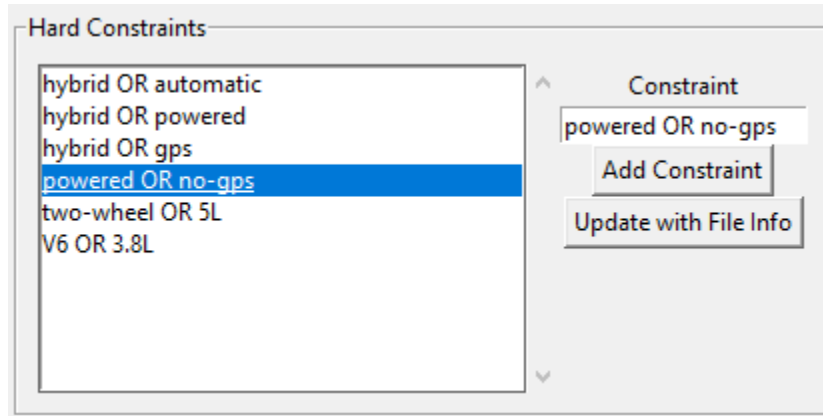 Hard Constraints
hybrid OR automatic
hybrid OR powered
hybrid OR gps
powered OR no-gps
two-wheel OR 5L
V6 OR 3.8L
Constraint
powered OR no-gps
Add Constraint
Update with File Info